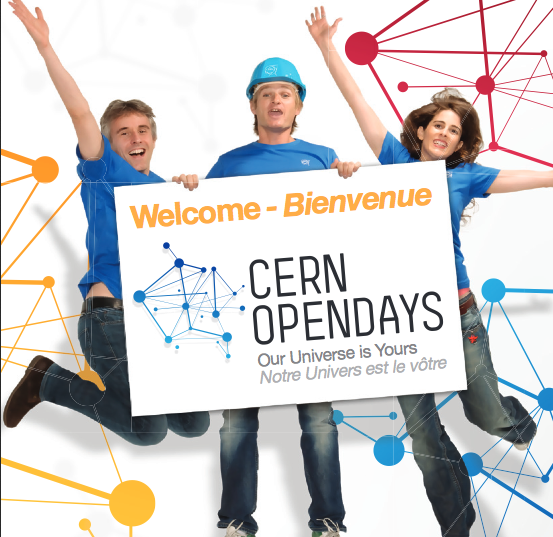 Welcome - Bienvenue
CERN
OPENDAYS
Our Universe is Yours
Notre Univers est le vôtre